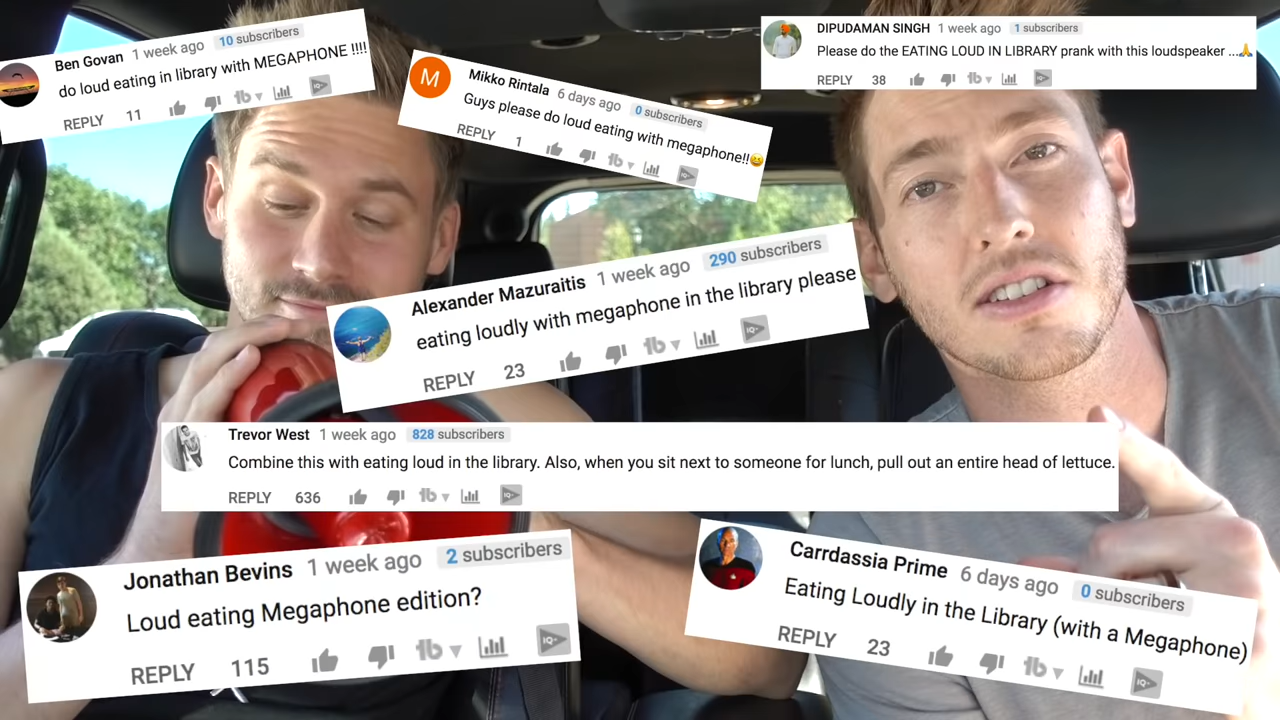 Ben Govan 1 week ago 10 subscribers
do loud eating in library with MEGAPHONE !!!!
REPLY 11
M
Mikko Rintala 6 days ago 0 subscribers
Guys please do loud eating with megaphone!!😆
REPLY 1
DIPUDAMAN SINGH 1 week ago 1 subscribers
Please do the EATING LOUD IN LIBRARY prank with this loudspeaker ...🙏
REPLY 38
Alexander Mazuraitis 1 week ago 290 subscribers
eating loudly with megaphone in the library please
REPLY 23
Trevor West 1 week ago 828 subscribers
Combine this with eating loud in the library. Also, when you sit next to someone for lunch, pull out an entire head of lettuce.
REPLY 636
Jonathan Bevins 1 week ago 2 subscribers
Loud eating Megaphone edition?
REPLY 115
Carrdassia Prime 6 days ago 0 subscribers
Eating Loudly in the Library (with a Megaphone)
REPLY 23